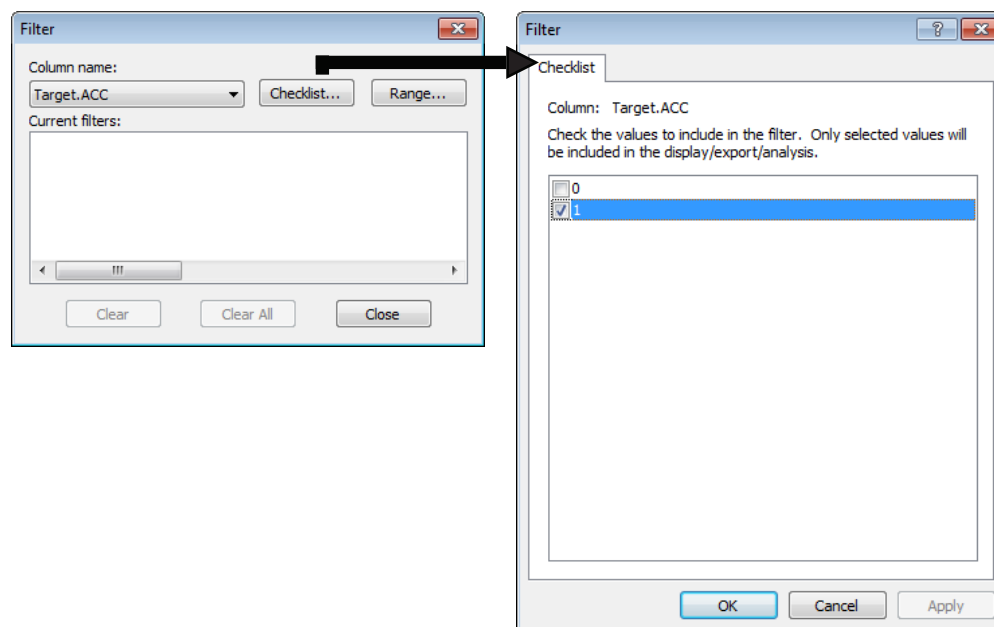 Filter
Column name:
Target.ACC
Checklist...
Range...
Current filters:
Clear
Clear All
Close
Filter
Checklist
Column: Target.ACC
Check the values to include in the filter. Only selected values will
be included in the display/export/analysis.
0
1
OK
Cancel
Apply